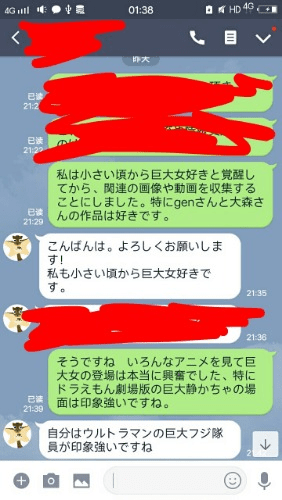 4G 01:38 HD 4G
昨天
已读
21:2
已读
私は小さい頃から巨大女好きと覚醒し
てから、関連の画像や動画を収集する
ことにしました。特にgenさんと大森さ
んの作品は好きです。
已读
21:29
こんばんは。よろしくお願いしま
す!
私も小さい頃から巨大女好きで
す。
21:35
21:36
そうですね いろんなアニメを見て巨
大女の登場は本当に興奮でした、特に
ドラえもん劇場版の巨大静かちゃの場
面は印象強いですね。
已读
21:39
自分はウルトラマンの巨大フジ隊
員が印象強いですね
21:40